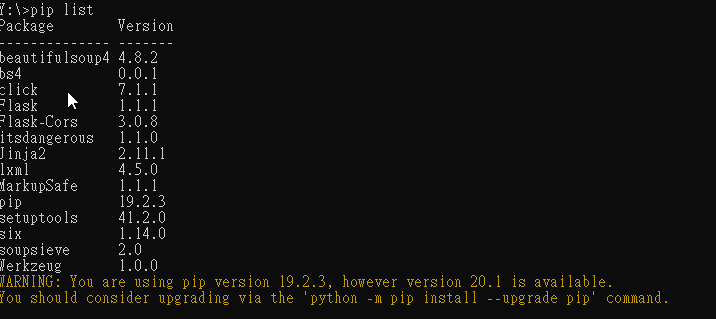 Y:\>pip list
Package Version
------------- -------
beautifulsoup4 4.8.2
bs4 0.0.1
click 7.1.1
Flask 1.1.1
Flask-Cors 3.0.8
itsdangerous 1.1.0
Jinja2 2.11.1
lxml 4.5.0
MarkupSafe 1.1.1
pip 19.2.3
setuptools 41.2.0
six 1.14.0
soupsieve 2.0
Werkzeug 1.0.0
WARNING: You are using pip version 19.2.3, however version 20.1 is available.
You should consider upgrading via the 'python -m pip install --upgrade pip' command.